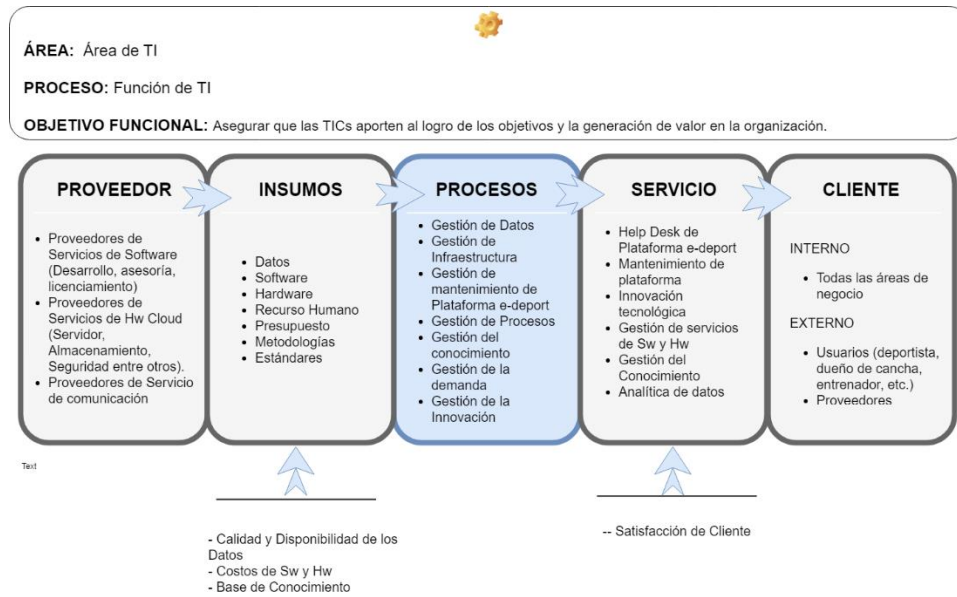 ÁREA: Área de TI
PROCESO: Función de TI
OBJETIVO FUNCIONAL: Asegurar que las TICs aporten al logro de los objetivos y la generación de valor en la organización.
PROVEEDOR
• Proveedores de
Servicios de Software
(Desarrollo, asesoría,
licenciamiento)
• Proveedores de
Servicios de Hw Cloud
(Servidor,
Almacenamiento,
Seguridad entre otros).
• Proveedores de Servicio
de comunicación
INSUMOS
• Datos
• Software
• Hardware
• Recurso Humano
• Presupuesto
• Metodologías
• Estándares
PROCESOS
• Gestión de Datos
• Gestión de
Infraestructura
• Gestión de
mantenimiento de
Plataforma e-deport
• Gestión de Procesos
• Gestión del
conocimiento
• Gestión de la
demanda
• Gestión de la
Innovación
SERVICIO
• Help Desk de
Plataforma e-deport
• Mantenimiento de
plataforma
• Innovación
tecnológica
• Gestión de servicios
de Sw y Hw
• Gestión del
Conocimiento
• Analítica de datos
CLIENTE
INTERNO
• Todas las áreas de
negocio
EXTERNO
• Usuarios (deportista,
dueño de cancha,
entrenador, etc.)
• Proveedores
Text
- Calidad y Disponibilidad de los
Datos
- Costos de Sw y Hw
- Base de Conocimiento
-- Satisfacción de Cliente